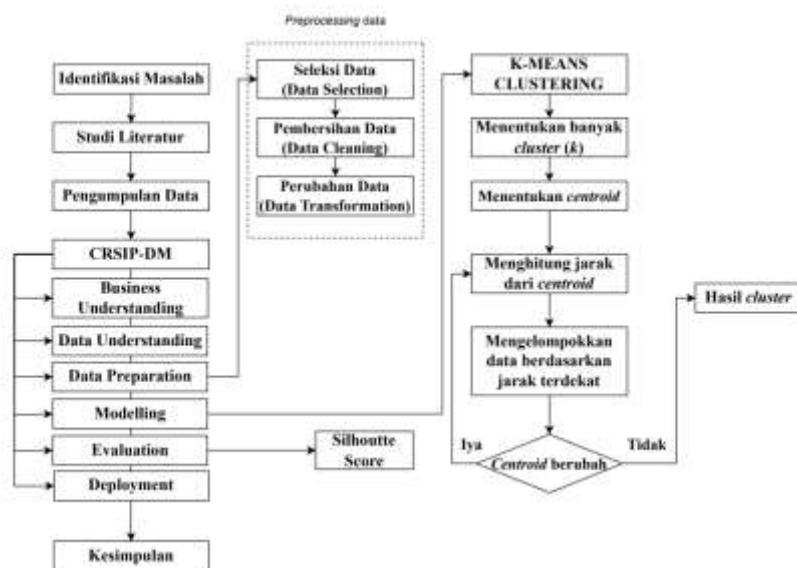 Preprocessing data
Identifikasi Masalah
Studi Literatur
Pengumpulan Data
CRSIP-DM
Business
Understanding
Data Understanding
Data Preparation
Modelling
Evaluation
Deployment
Kesimpulan
Seleksi Data
(Data Selection)
Pembersihan Data
(Data Cleaning)
Perubahan Data
(Data Transformation)
Silhoutte
Score
K-MEANS
CLUSTERING
Menentukan banyak
cluster (k)
Menentukan centroid
Menghitung jarak
dari centroid
Mengelompokkan
data berdasarkan
jarak terdekat
Iya
Centroid berubah
Tidak
Hasil cluster